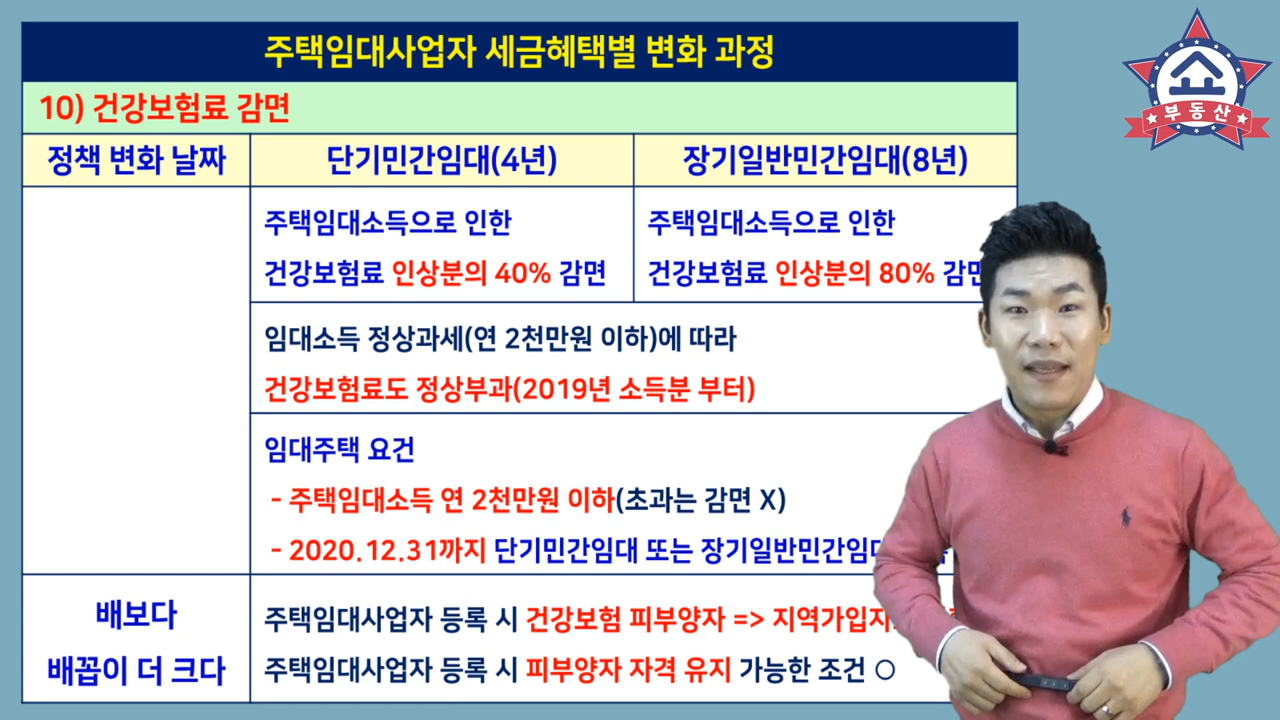 주택임대사업자 세금혜택별 변화 과정
부동산
10) 건강보험료 감면
정책 변화 날짜
단기민간임대(4년)
장기일반민간임대(8년)
주택임대소득으로 인한
건강보험료 인상분의 40% 감면
주택임대소득으로 인한
건강보험료 인상분의 80% 감면
임대소득 정상과세(연 2천만원 이하)에 따라
건강보험료도 정상부과(2019년 소득분 부터)
임대주택 요건
- 주택임대소득 연 2천만원 이하(초과는 감면 X)
- 2020.12.31까지 단기민간임대 또는 장기일반민간임대
배보다
배꼽이 더 크다
주택임대사업자 등록 시 건강보험 피부양자 => 지역가입자
주택임대사업자 등록 시 피부양자 자격 유지 가능한 조건 ○